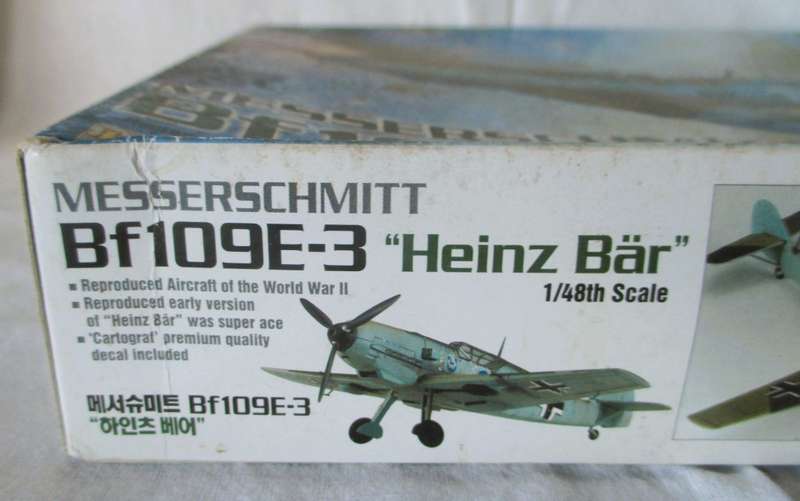 MESSERSCHMITT
Bf109E-3 “Heinz Bär”
1/48th Scale
▪ Reproduced Aircraft of the World War II
▪ Reproduced early version
of "Heinz Bär" was super ace
▪ 'Cartograf' premium quality
decal included
메서슈미트 Bf109E-3
“하인츠 베어”